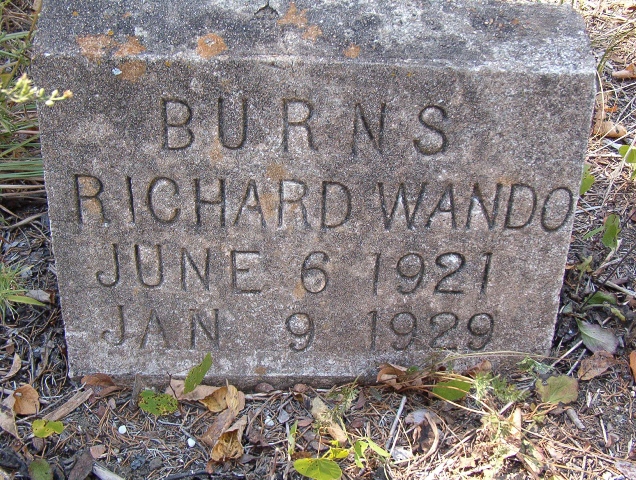 BURNS
RICHARD WANDO
JUNE 6 1921
JAN 9 1929